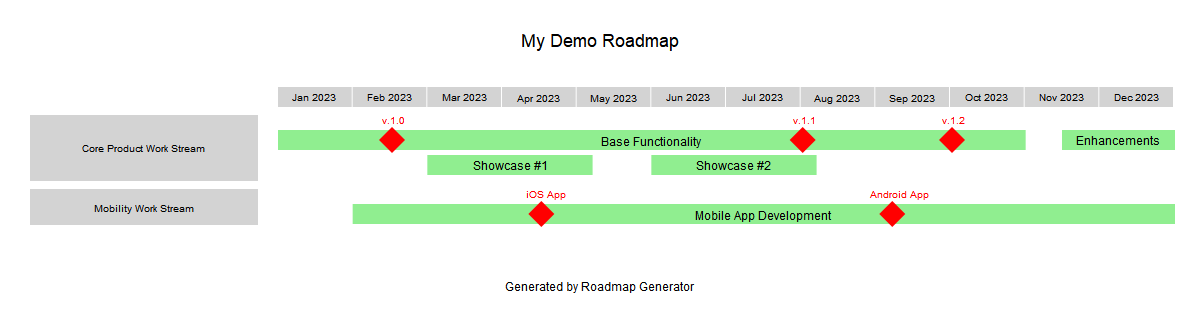 My Demo Roadmap
Jan 2023 Feb 2023 Mar 2023 Apr 2023 May 2023 Jun 2023 Jul 2023 Aug 2023 Sep 2023 Oct 2023 Nov 2023 Dec 2023
v.1.0 v.1.1 v.1.2
Base Functionality Enhancements
Core Product Work Stream
Showcase #1 Showcase #2
iOS App Android App
Mobility Work Stream
Mobile App Development
Generated by Roadmap Generator